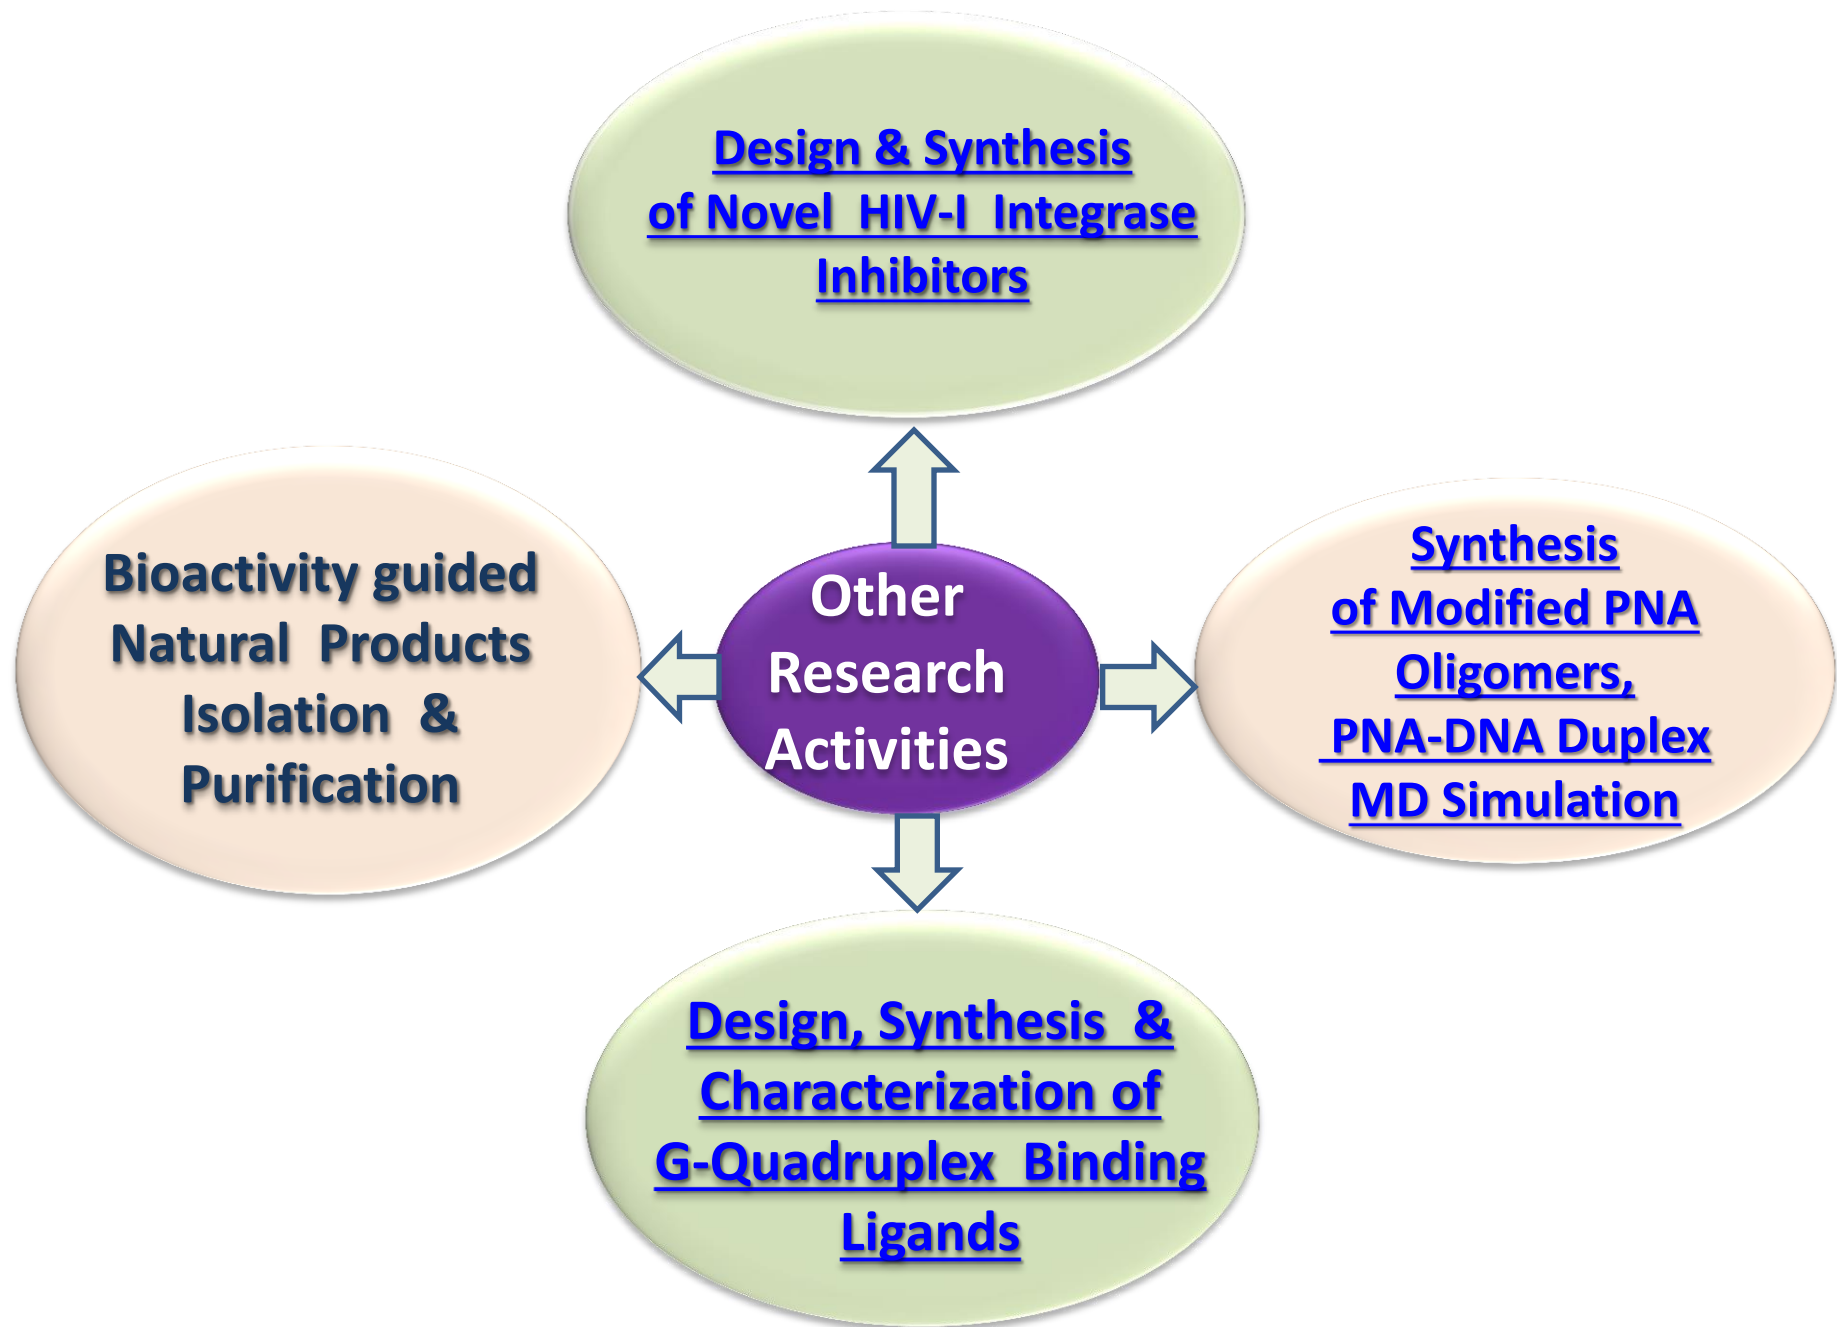 Design & Synthesis
of Novel HIV-I Integrase
Inhibitors
Bioactivity guided
Natural Products
Isolation &
Purification
Other
Research
Activities
Synthesis
of Modified PNA
Oligomers,
PNA-DNA Duplex
MD Simulation
Design, Synthesis &
Characterization of
G-Quadruplex Binding
Ligands